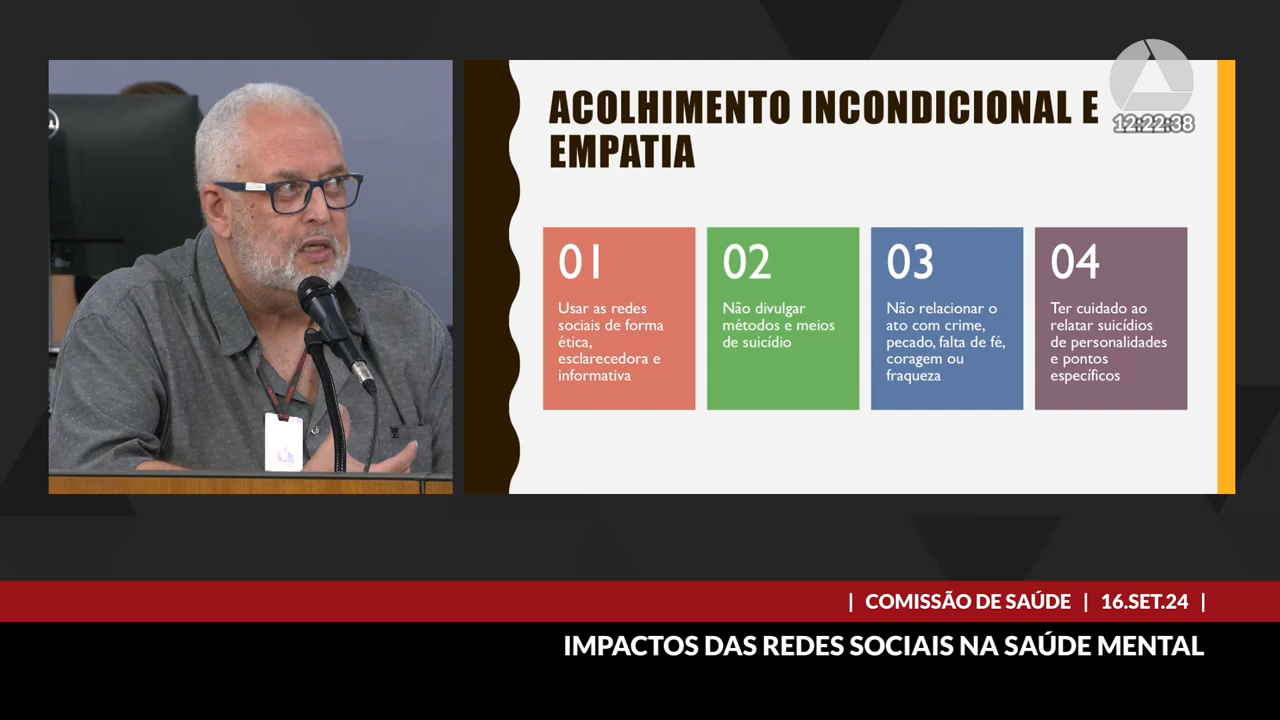 ACOLHIMENTO INCONDICIONAL E
EMPATIA
12:22:38
01
Usar as redes
sociais de forma
ética,
esclarecedora e
informativa
02
Não divulgar
métodos e meios
de suicídio
03
Não relacionar o
ato com crime,
pecado, falta de fé,
coragem ou
fraqueza
04
Ter cuidado ao
relatar suicídios
de personalidades
e pontos
específicos
| COMISSÃO DE SAÚDE | 16.SET.24 |
IMPACTOS DAS REDES SOCIAIS NA SAÚDE MENTAL